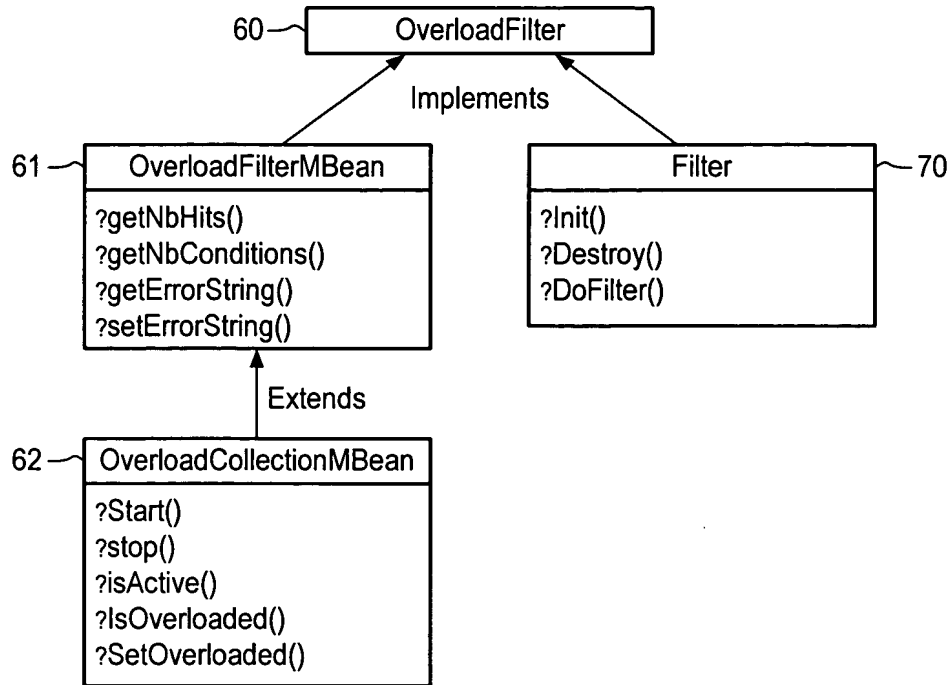 60
OverloadFilter
Implements
61
OverloadFilterMBean
?getNbHits()
?getNbConditions()
?getErrorString()
?setErrorString()
Filter
70
?Init()
?Destroy()
?DoFilter()
Extends
62
OverloadCollectionMBean
?Start()
?stop()
?isActive()
?IsOverloaded()
?SetOverloaded()